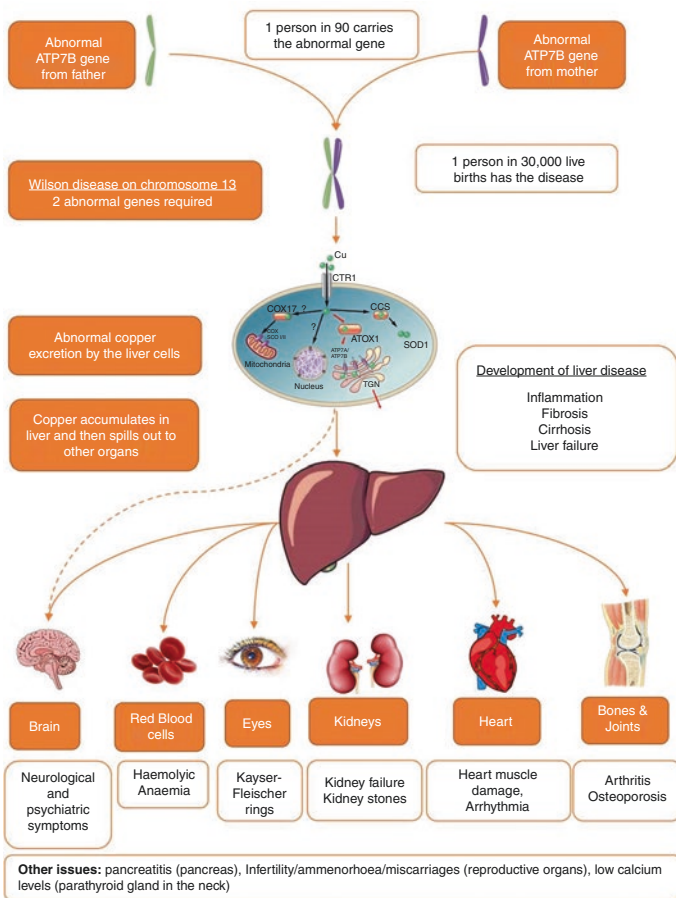 Abnormal
ATP7B gene
from father
1 person in 90 carries
the abnormal gene
Abnormal
ATP7B gene
from mother
Wilson disease on chromosome 13
2 abnormal genes required
1 person in 30,000 live
births has the disease
Cu
CTR1
COX17
?
CCS
COX
SOD1
?
ATOX1
ATP7A/
ATP7B
Mitochondria
Nucleus
TGN
Abnormal copper
excretion by the liver cells
Copper accumulates in
liver and then spills out to
other organs
Development of liver disease
Inflammation
Fibrosis
Cirrhosis
Liver failure
Brain
Red Blood
cells
Eyes
Kidneys
Heart
Bones &
Joints
Neurological
and
psychiatric
symptoms
Haemolyic
Anaemia
Kayser-
Fleischer
rings
Kidney failure
Kidney stones
Heart muscle
damage,
Arrhythmia
Arthritis
Osteoporosis
Other issues: pancreatitis (pancreas), Infertility/ammenorhoea/miscarriages (reproductive organs), low calcium
levels (parathyroid gland in the neck)